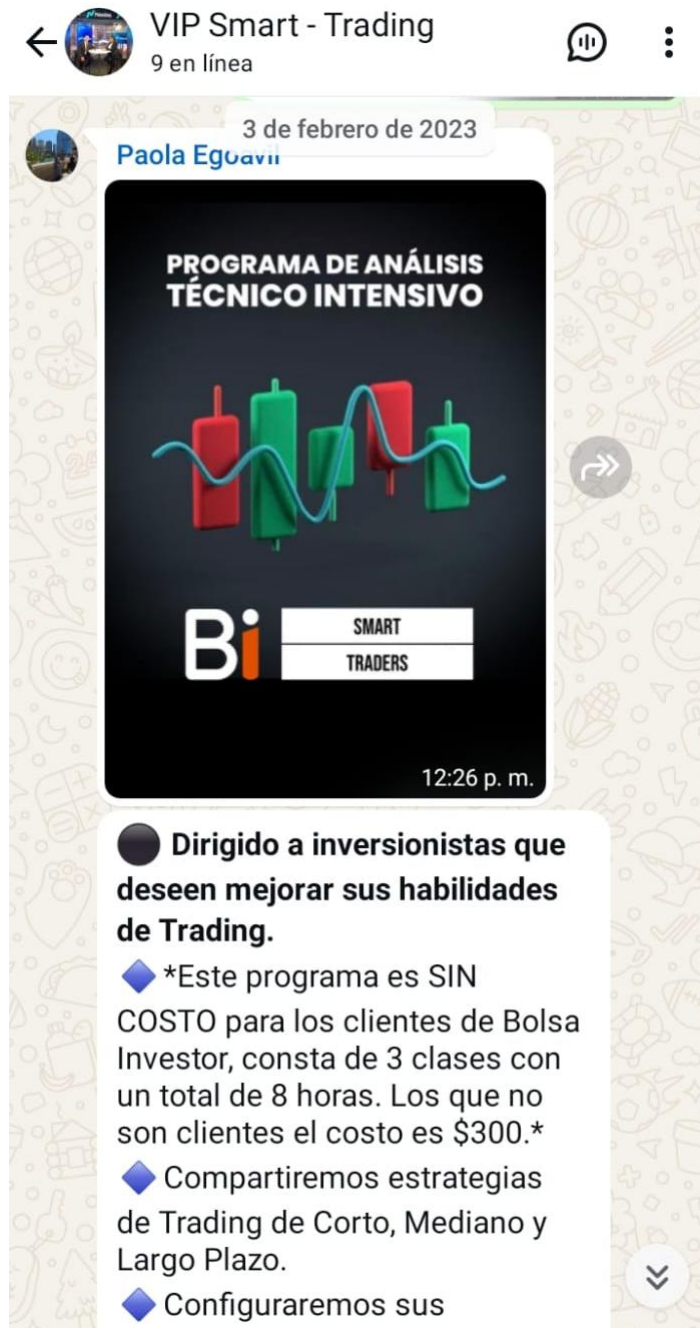 VIP Smart - Trading
9 en línea
3 de febrero de 2023
Paola Egoavil
PROGRAMA DE ANÁLISIS
TÉCNICO INTENSIVO
Bi
SMART
TRADERS
12:26 p. m.
Dirigido a inversionistas que
deseen mejorar sus habilidades
de Trading.
*Este programa es SIN
COSTO para los clientes de Bolsa
Investor, consta de 3 clases con
un total de 8 horas. Los que no
son clientes el costo es $300.*
Compartiremos estrategias
de Trading de Corto, Mediano y
Largo Plazo.
Configuraremos sus